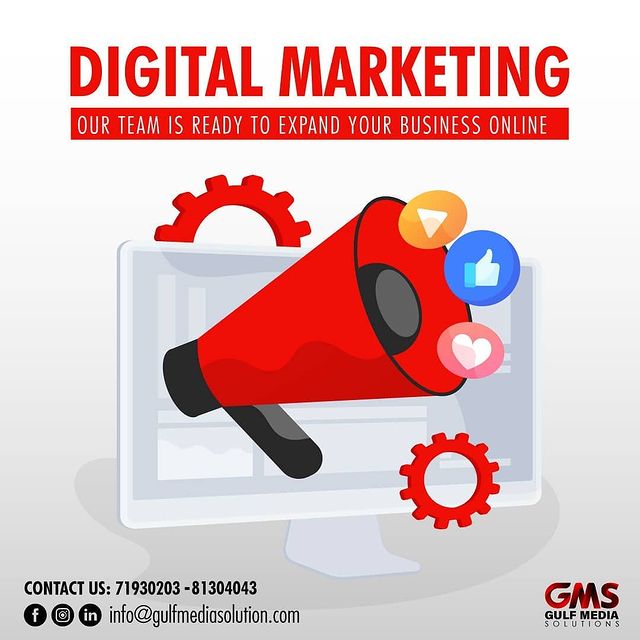 DIGITAL MARKETING
OUR TEAM IS READY TO EXPAND YOUR BUSINESS ONLINE
CONTACT US: 71930203 -81304043
info@gulfmediasolution.com
GMS
GULF MEDIA
SOLUTIONS